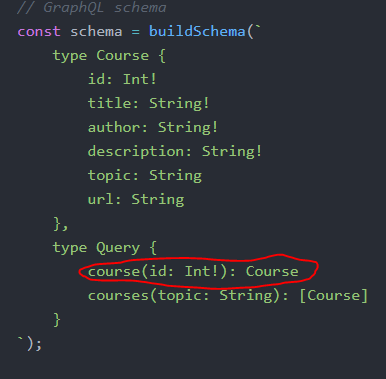 // GraphQL schema
const schema = buildSchema(`
    type Course {
        id: Int!
        title: String!
        author: String!
        description: String!
        topic: String
        url: String
    },
    type Query {
        course(id: Int!): Course
        courses(topic: String): [Course]
    }
`);